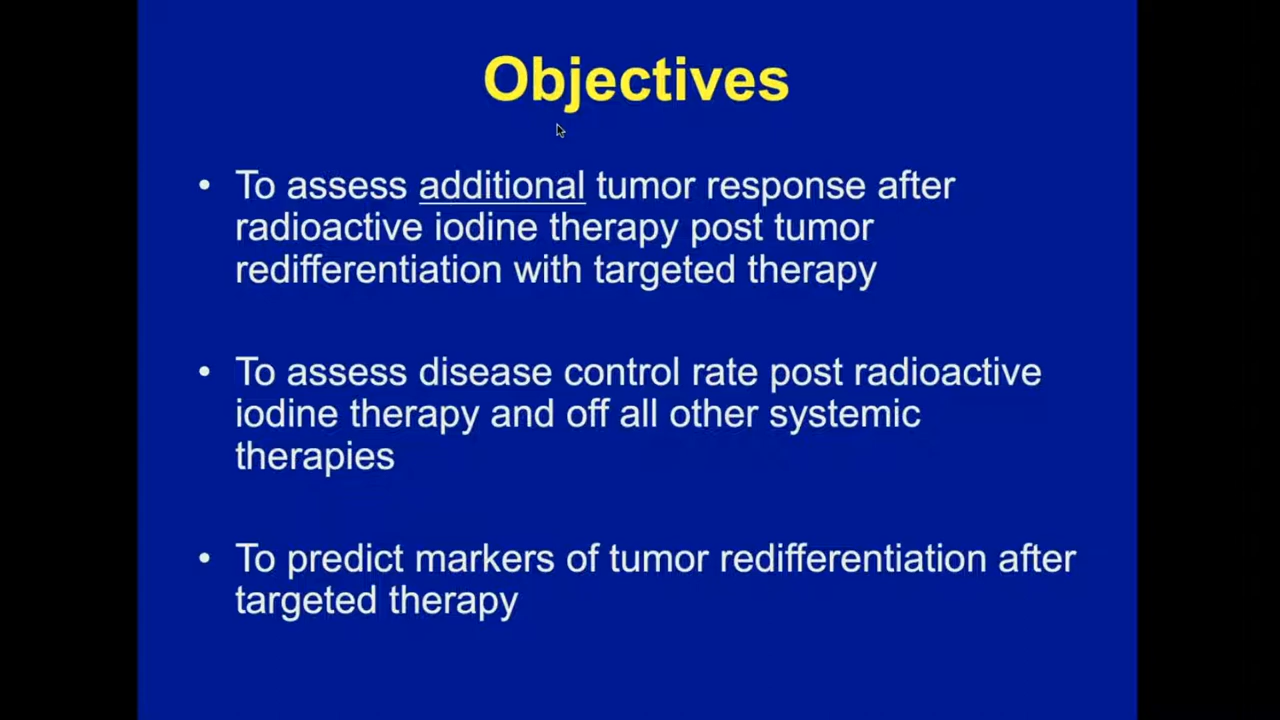 Objectives
• To assess additional tumor response after
radioactive iodine therapy post tumor
redifferentiation with targeted therapy
• To assess disease control rate post radioactive
iodine therapy and off all other systemic
therapies
• To predict markers of tumor redifferentiation after
targeted therapy